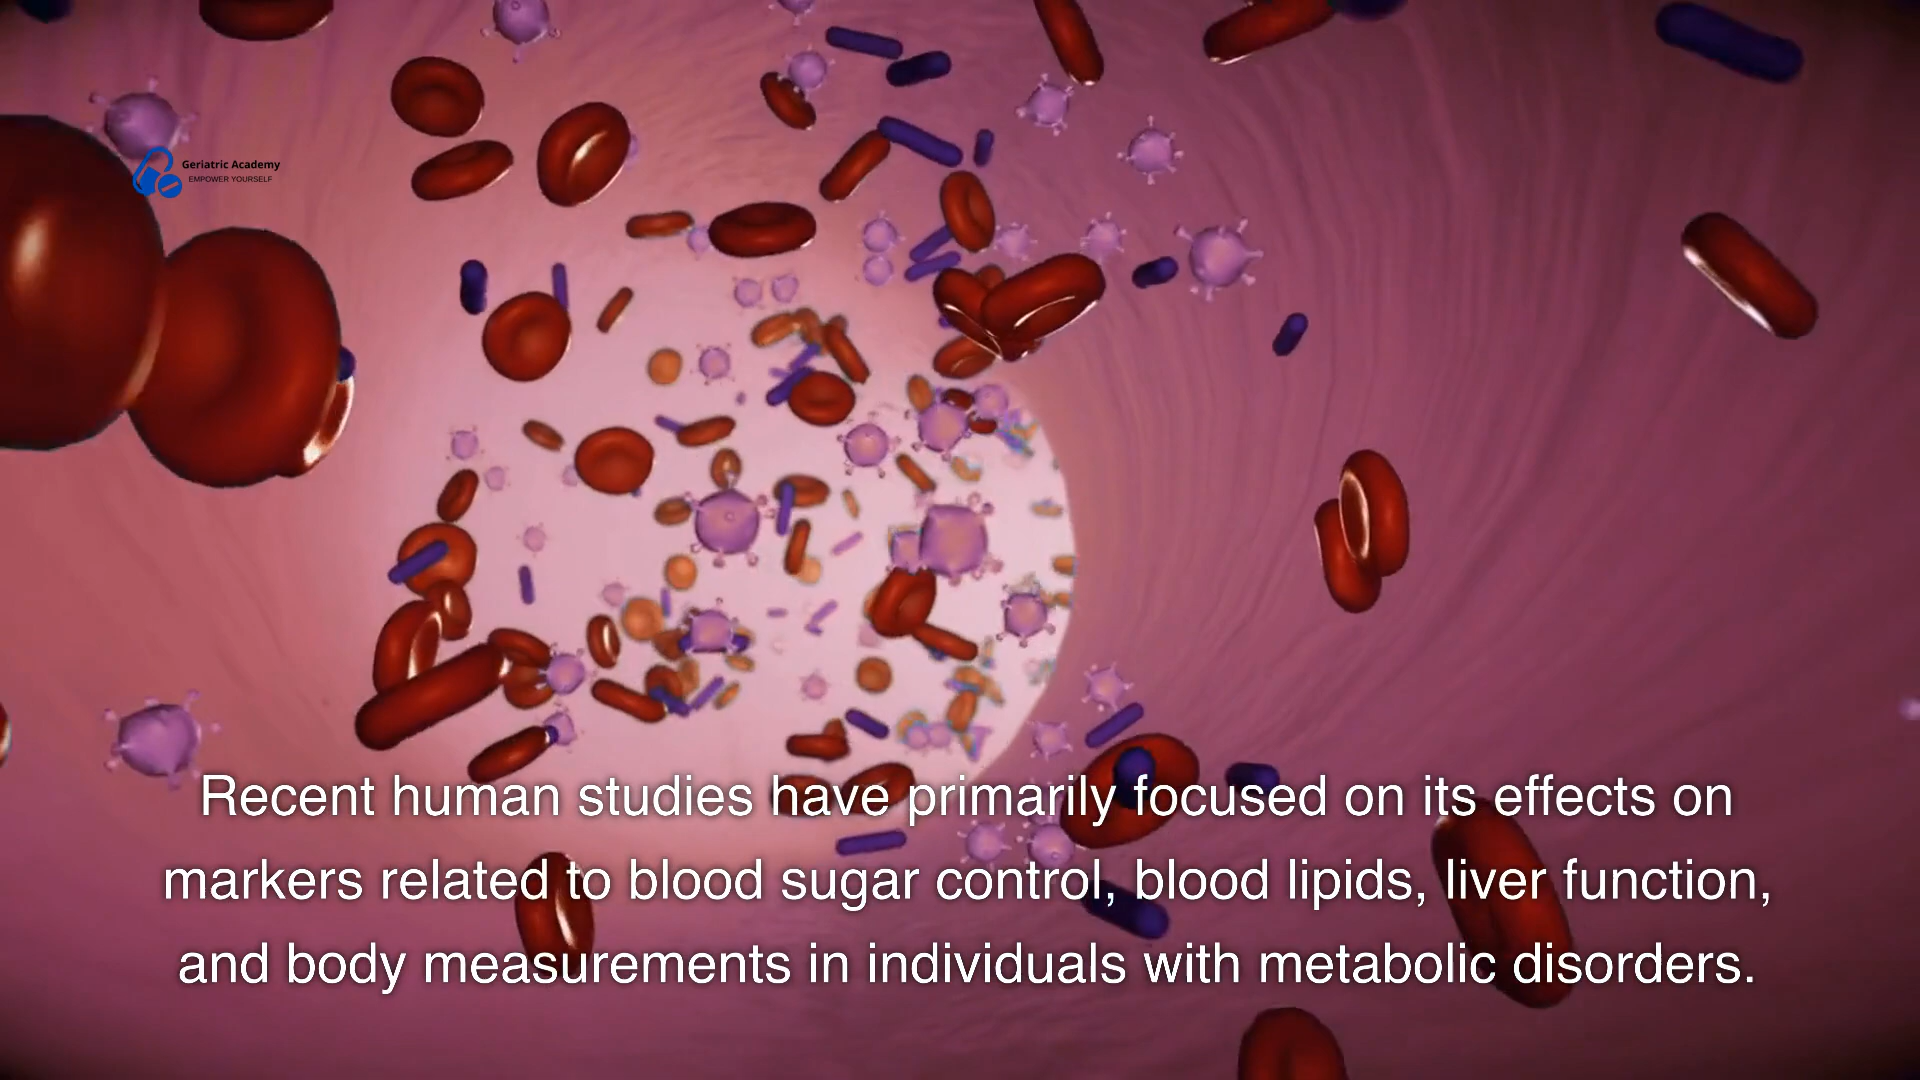 Geriatric Academy
EMPOWER YOURSELF
Recent human studies have primarily focused on its effects on
markers related to blood sugar control, blood lipids, liver function,
and body measurements in individuals with metabolic disorders.